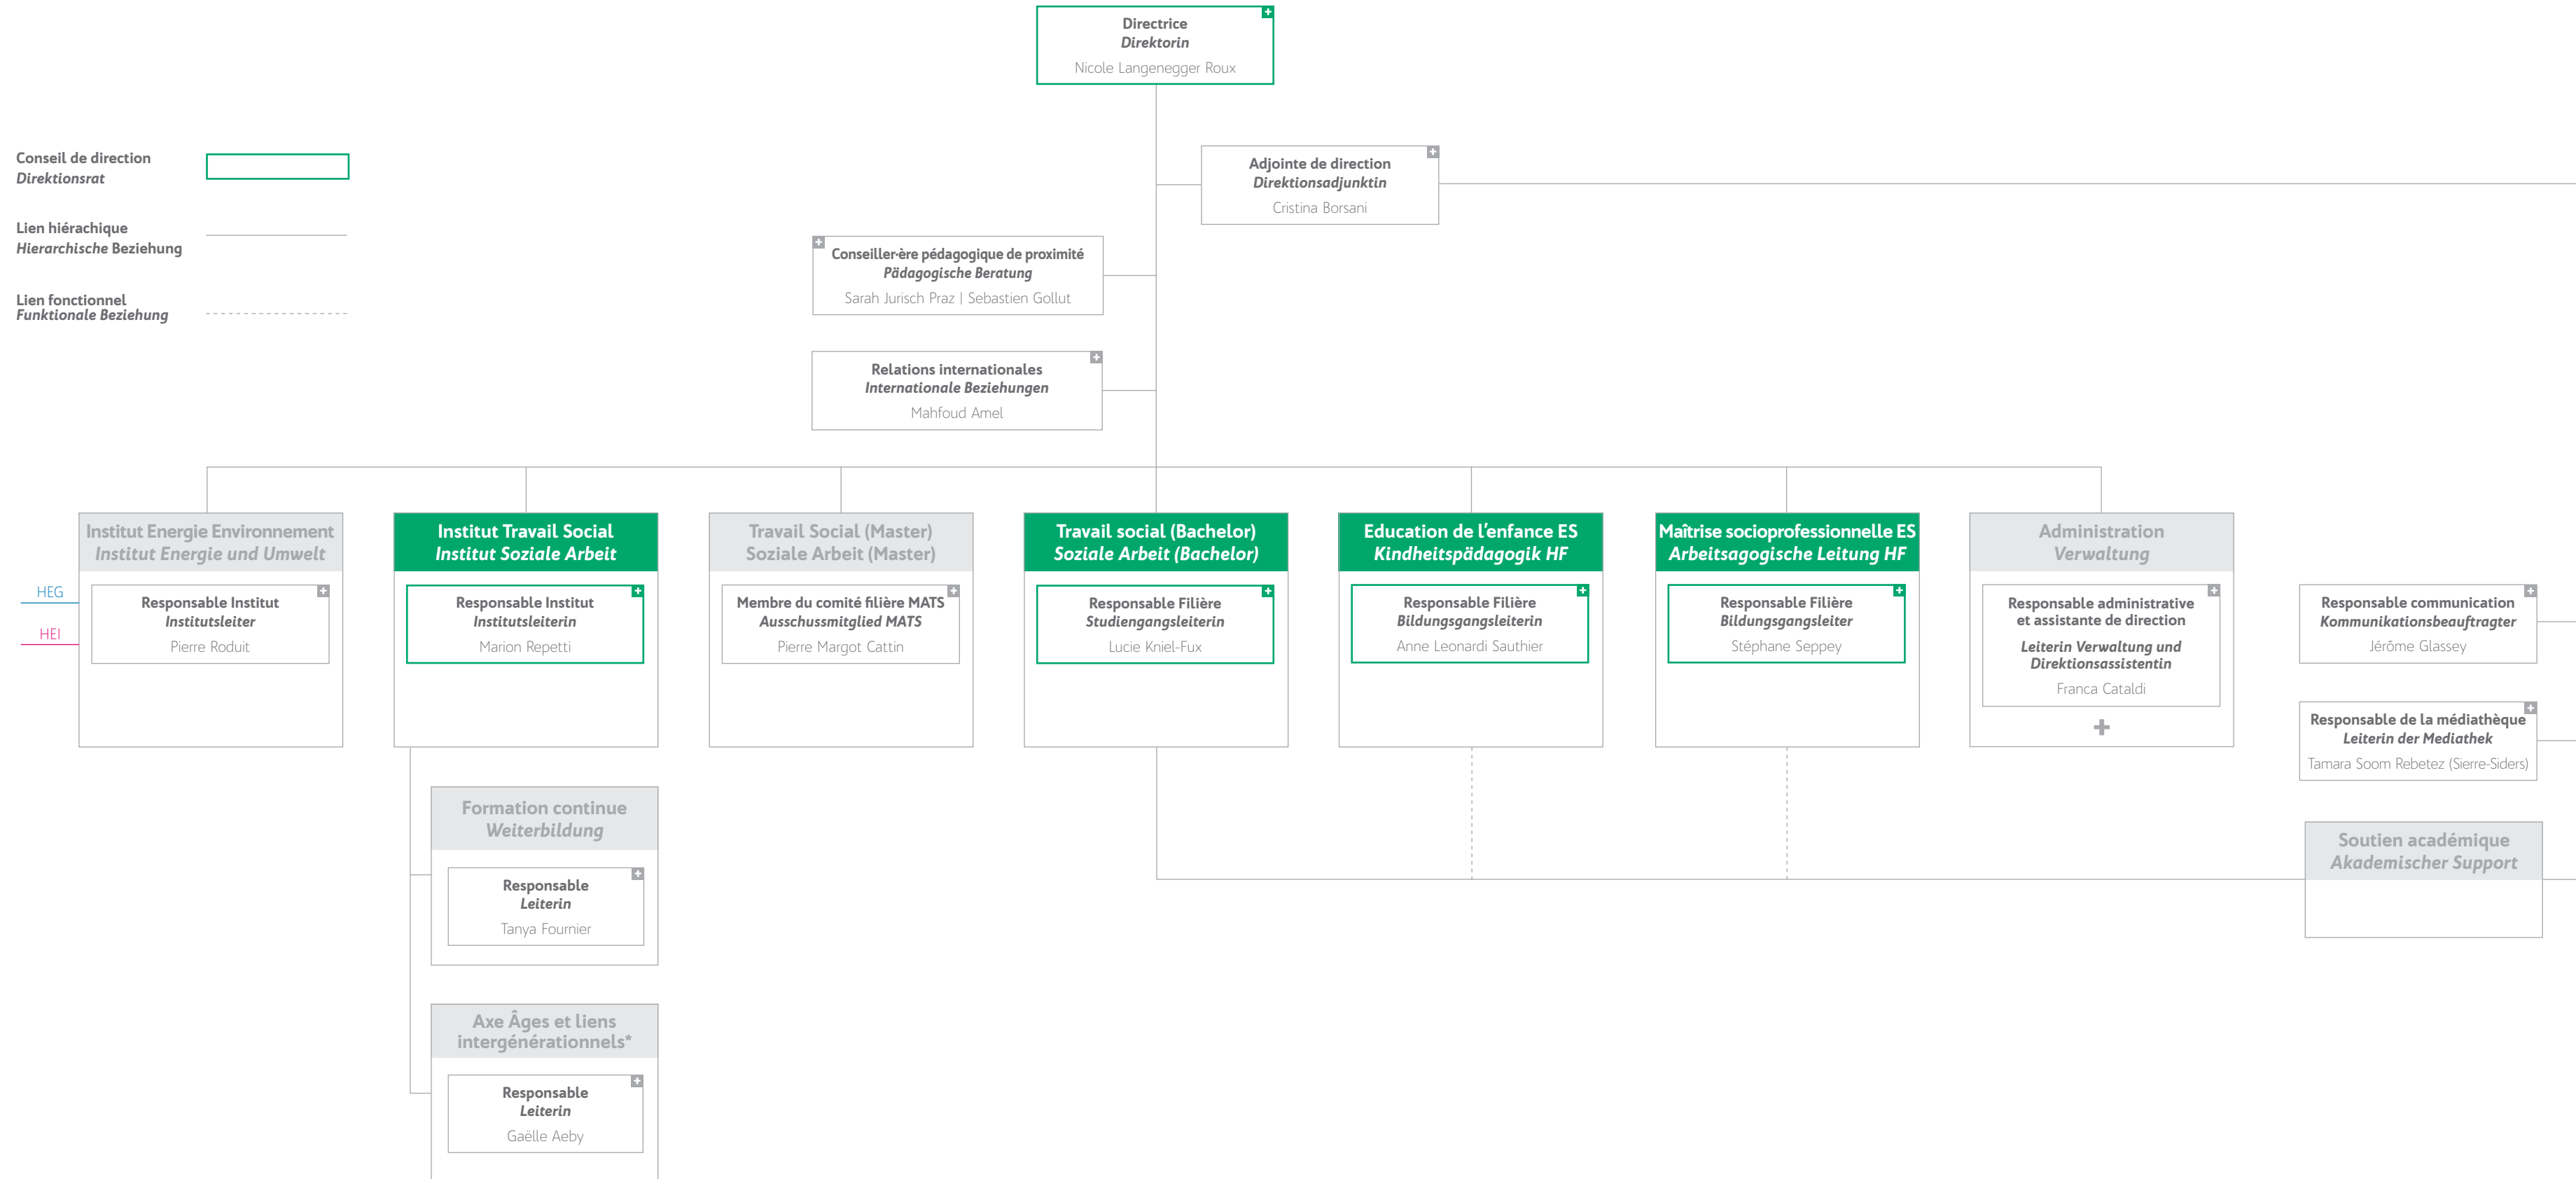 Directrice
Direktorin
Nicole Langenegger Roux
Conseil de direction
Direktionsrat
Lien hiérachique
Hierarchische Beziehung
Lien fonctionnel
Funktionale Beziehung
Adjointe de direction
Direktionsadjunktin
Cristina Borsani
Conseiller·ère pédagogique de proximité
Pädagogische Beratung
Sarah Jurisch Praz | Sebastien Gollut
Relations internationales
Internationale Beziehungen
Mahfoud Amel
HEG
HEI
Institut Energie Environnement
Institut Energie und Umwelt
Responsable Institut
Institutsleiter
Pierre Roduit
Institut Travail Social
Institut Soziale Arbeit
Responsable Institut
Institutsleiterin
Marion Repetti
Travail Social (Master)
Soziale Arbeit (Master)
Membre du comité filière MATS
Ausschussmitglied MATS
Pierre Margot Cattin
Travail social (Bachelor)
Soziale Arbeit (Bachelor)
Responsable Filière
Studiengangsleiterin
Lucie Kniel-Fux
Education de l'enfance ES
Kindheitspädagogik HF
Responsable Filière
Bildungsgangsleiterin
Anne Leonardi Sauthier
Maîtrise socioprofessionnelle ES
Arbeitsagogische Leitung HF
Responsable Filière
Bildungsgangsleiter
Stéphane Seppey
Administration
Verwaltung
Responsable administrative
et assistante de direction
Leiterin Verwaltung und
Direktionsassistentin
Franca Cataldi
Responsable communication
Kommunikationsbeauftragter
Jérôme Glassey
Responsable de la médiathèque
Leiterin der Mediathek
Tamara Soom Rebetez (Sierre-Siders)
Soutien académique
Akademischer Support
Formation continue
Weiterbildung
Responsable
Leiterin
Tanya Fournier
Axe Âges et liens
intergénérationnels*
Responsable
Leiterin
Gaëlle Aeby